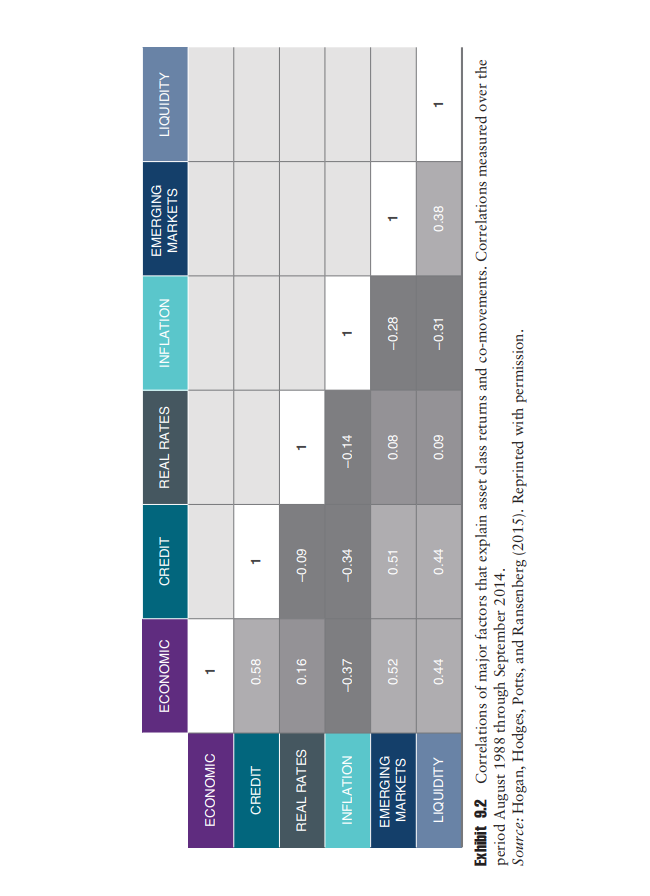 ECONOMIC CREDIT REAL RATES INFLATION EMERGING MARKETS LIQUIDITY
ECONOMIC 1
CREDIT 0.58 1
REAL RATES 0.16 –0.09 1
INFLATION –0.37 –0.34 –0.14 1
EMERGING MARKETS 0.52 0.51 0.08 –0.28 1
LIQUIDITY 0.44 0.44 0.09 –0.31 0.38 1
Exhibit 9.2 Correlations of major factors that explain asset class returns and co-movements. Correlations measured over the
period August 1988 through September 2014.
Source: Hogan, Hodges, Potts, and Ransenberg (2015). Reprinted with permission.